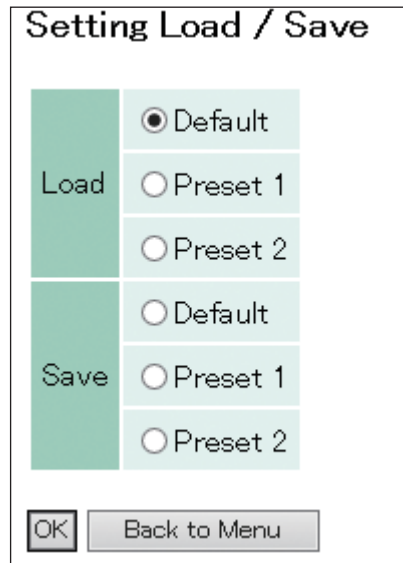 Setting Load / Save
Load
Default
Preset 1
Preset 2
Save
Default
Preset 1
Preset 2
OK
Back to Menu